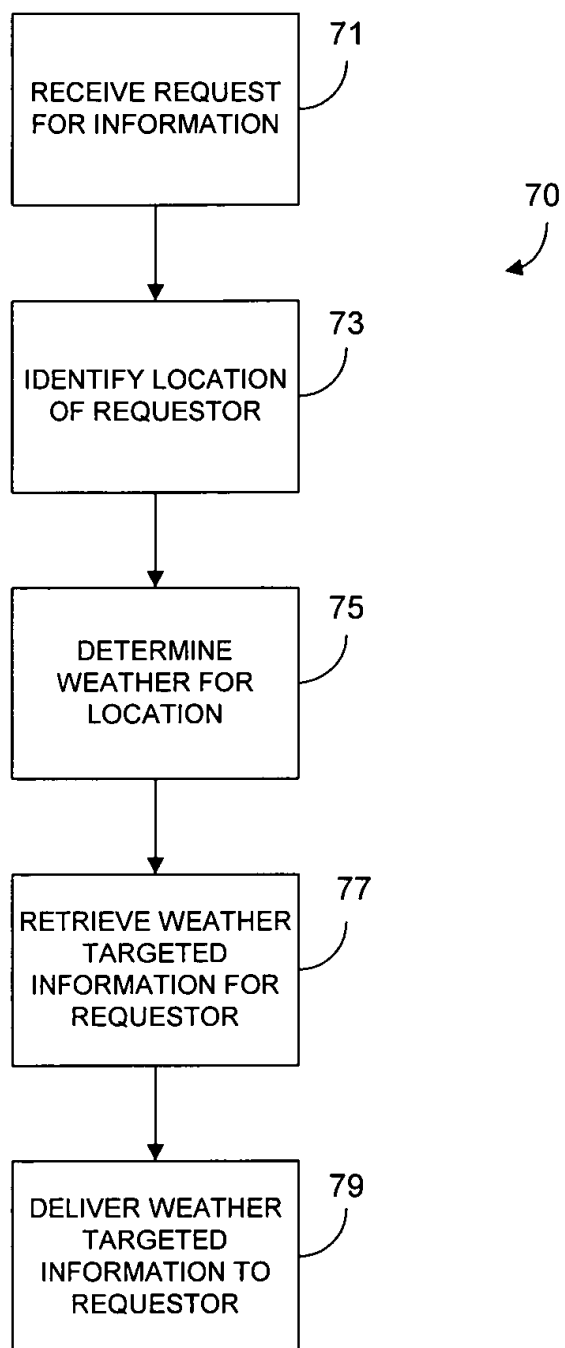 71
RECEIVE REQUEST
FOR INFORMATION
70
73
IDENTIFY LOCATION
OF REQUESTOR
75
DETERMINE
WEATHER FOR
LOCATION
77
RETRIEVE WEATHER
TARGETED
INFORMATION FOR
REQUESTOR
79
DELIVER WEATHER
TARGETED
INFORMATION TO
REQUESTOR